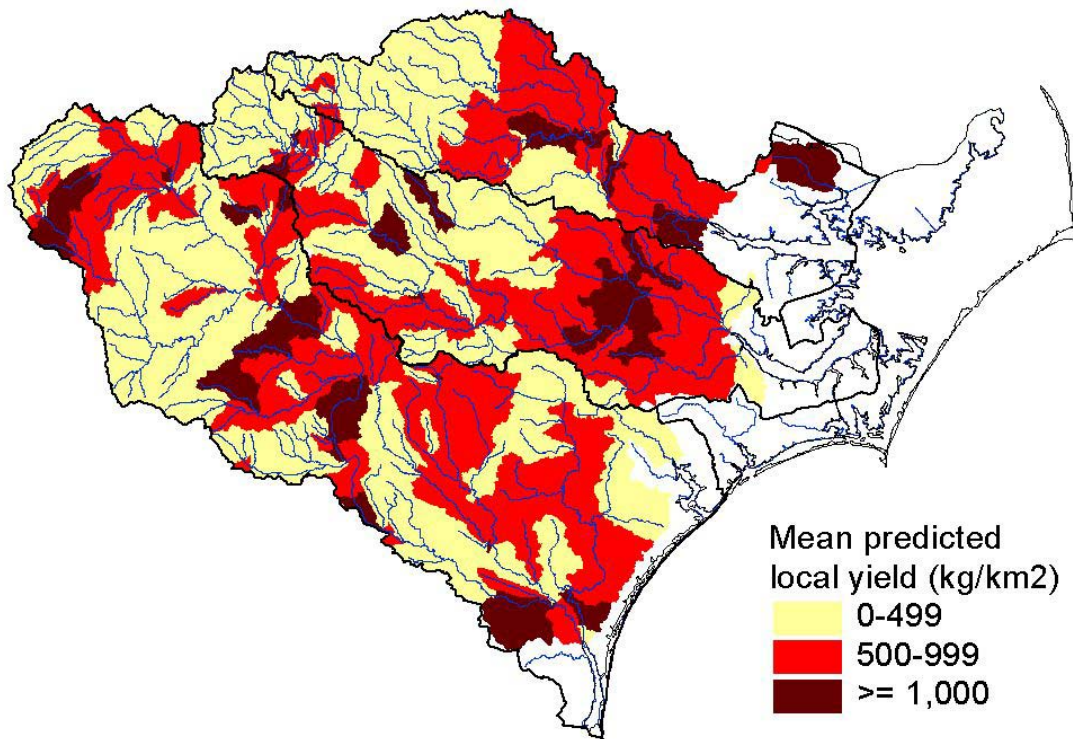 Mean predicted
local yield (kg/km2)
0-499
500-999
>= 1,000